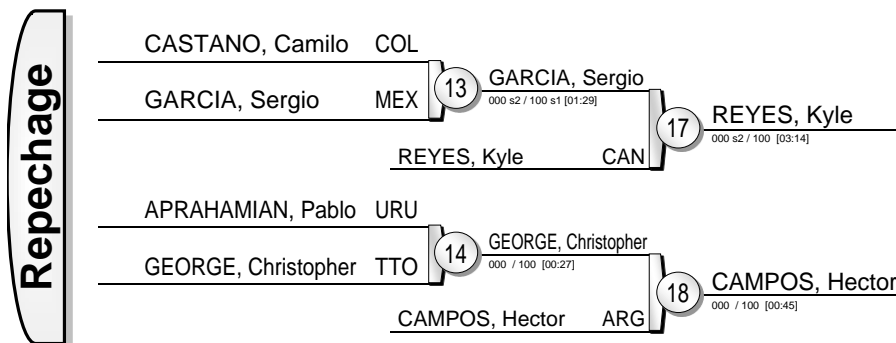 Repechage
CASTANO, Camilo COL
GARCIA, Sergio MEX
13
GARCIA, Sergio
000 s2 / 100 s1 [01:29]
REYES, Kyle CAN
17
REYES, Kyle
000 s2 / 100 [03:14]
APRAHAMIAN, Pablo URU
GEORGE, Christopher TTO
14
GEORGE, Christopher
000 / 100 [00:27]
CAMPOS, Hector ARG
18
CAMPOS, Hector
000 / 100 [00:45]